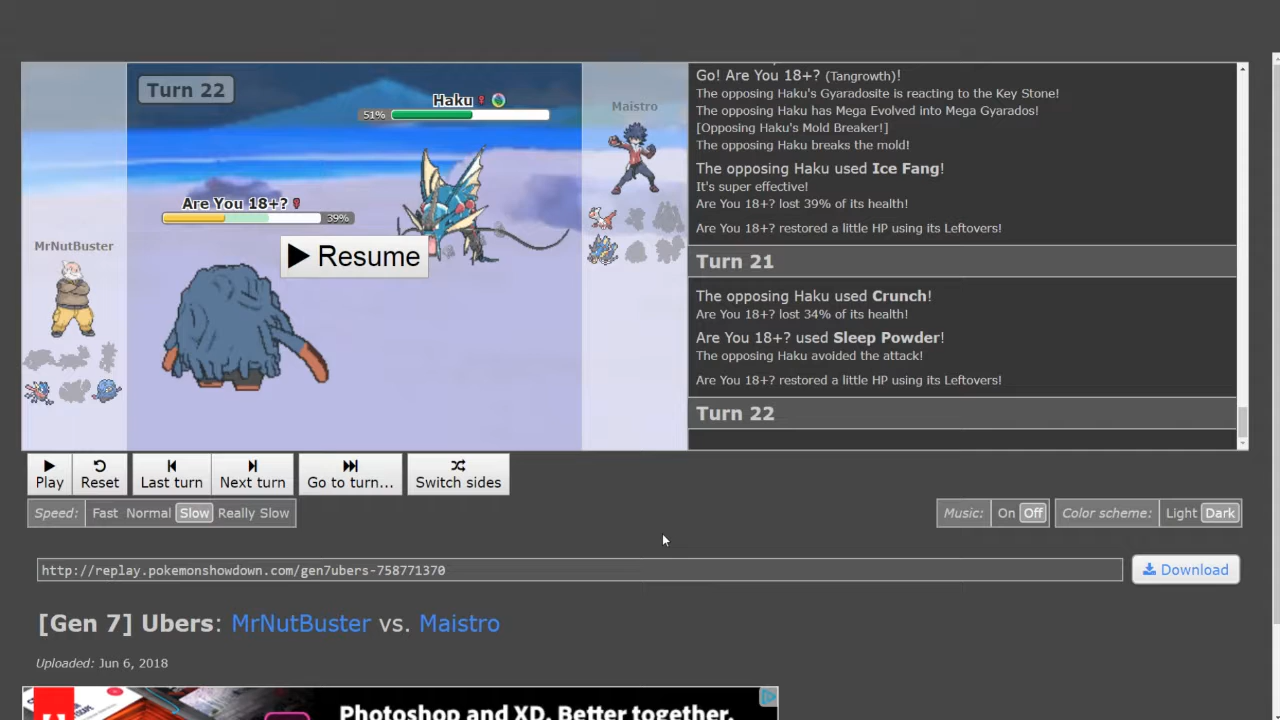 Turn 22
Haku
51%
Are You 18+?
39%
Resume
MrNutBuster
Maistro
Go! Are You 18+? (Tangrowth)!
The opposing Haku's Gyaradosite is reacting to the Key Stone!
The opposing Haku has Mega Evolved into Mega Gyarados!
[Opposing Haku's Mold Breaker!]
The opposing Haku breaks the mold!
The opposing Haku used Ice Fang!
It's super effective!
Are You 18+? lost 39% of its health!
Are You 18+? restored a little HP using its Leftovers!
Turn 21
The opposing Haku used Crunch!
Are You 18+? lost 34% of its health!
Are You 18+? used Sleep Powder!
The opposing Haku avoided the attack!
Are You 18+? restored a little HP using its Leftovers!
Turn 22
Play Reset Last turn Next turn Go to turn... Switch sides
Speed: Fast Normal Slow Really Slow Music: On Off Color scheme: Light Dark
http://replay.pokemonshowdown.com/gen7ubers-758771370 Download
[Gen 7] Ubers: MrNutBuster vs. Maistro
Uploaded: Jun 6, 2018
Photoshop and XD. Better together.